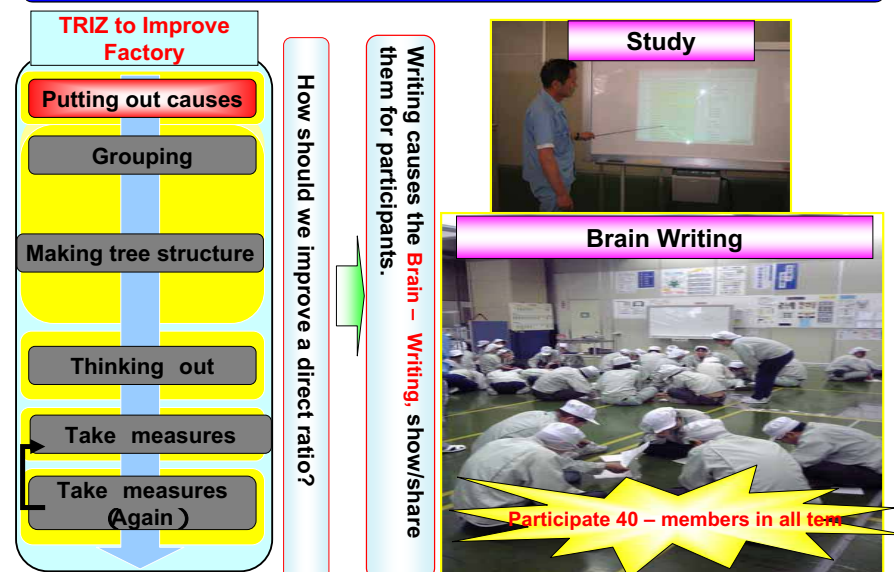 TRIZ to Improve
Factory
Putting out causes
Grouping
Making tree structure
Thinking out
Take measures
Take measures
(Again)
How should we improve a direct ratio?
Writing causes the Brain – Writing, show/share
them for participants.
Study
Brain Writing
Participate 40 – members in all tem